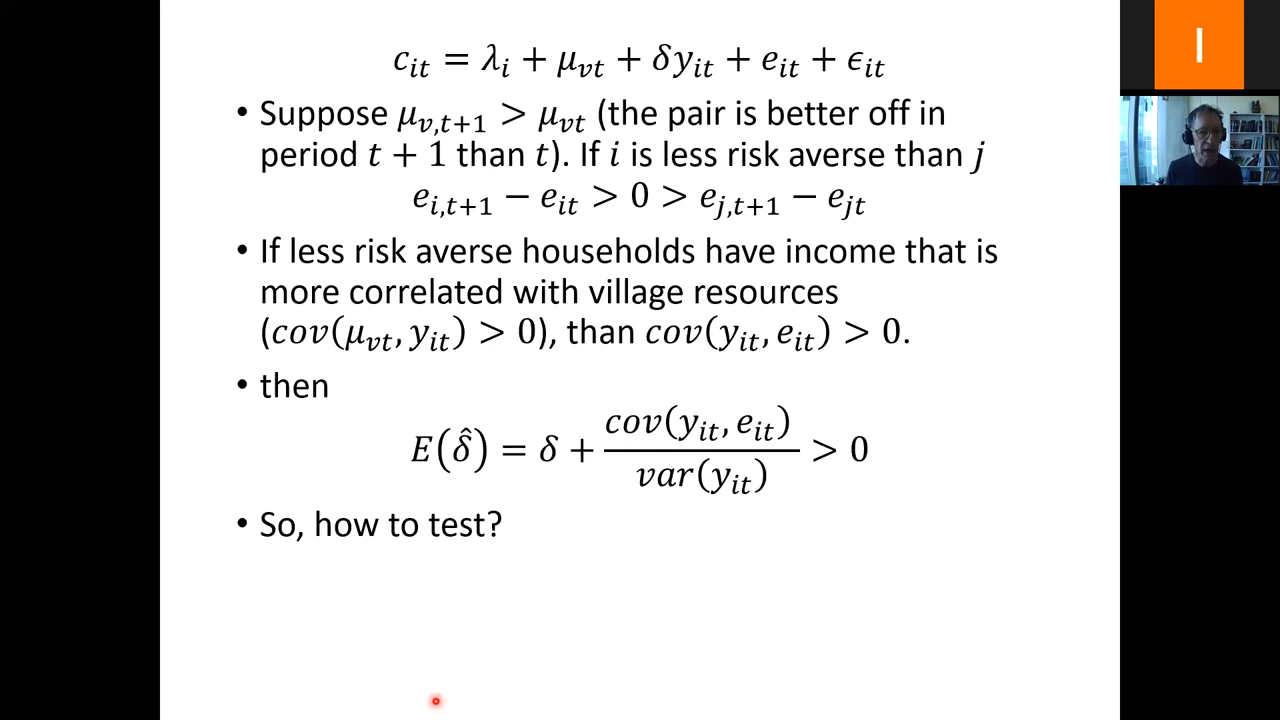 c_{it} = λ_i + μ_{vt} + δy_{it} + e_{it} + ϵ_{it}
• Suppose μ_{v,t+1} > μ_{vt} (the pair is better off in
period t + 1 than t). If i is less risk averse than j
e_{i,t+1} − e_{it} > 0 > e_{j,t+1} − e_{jt}
• If less risk averse households have income that is
more correlated with village resources
(cov(μ_{vt}, y_{it}) > 0), than cov(y_{it}, e_{it}) > 0.
• then
E(δ̂) = δ + \frac{cov(y_{it}, e_{it})}{var(y_{it})} > 0
• So, how to test?
I